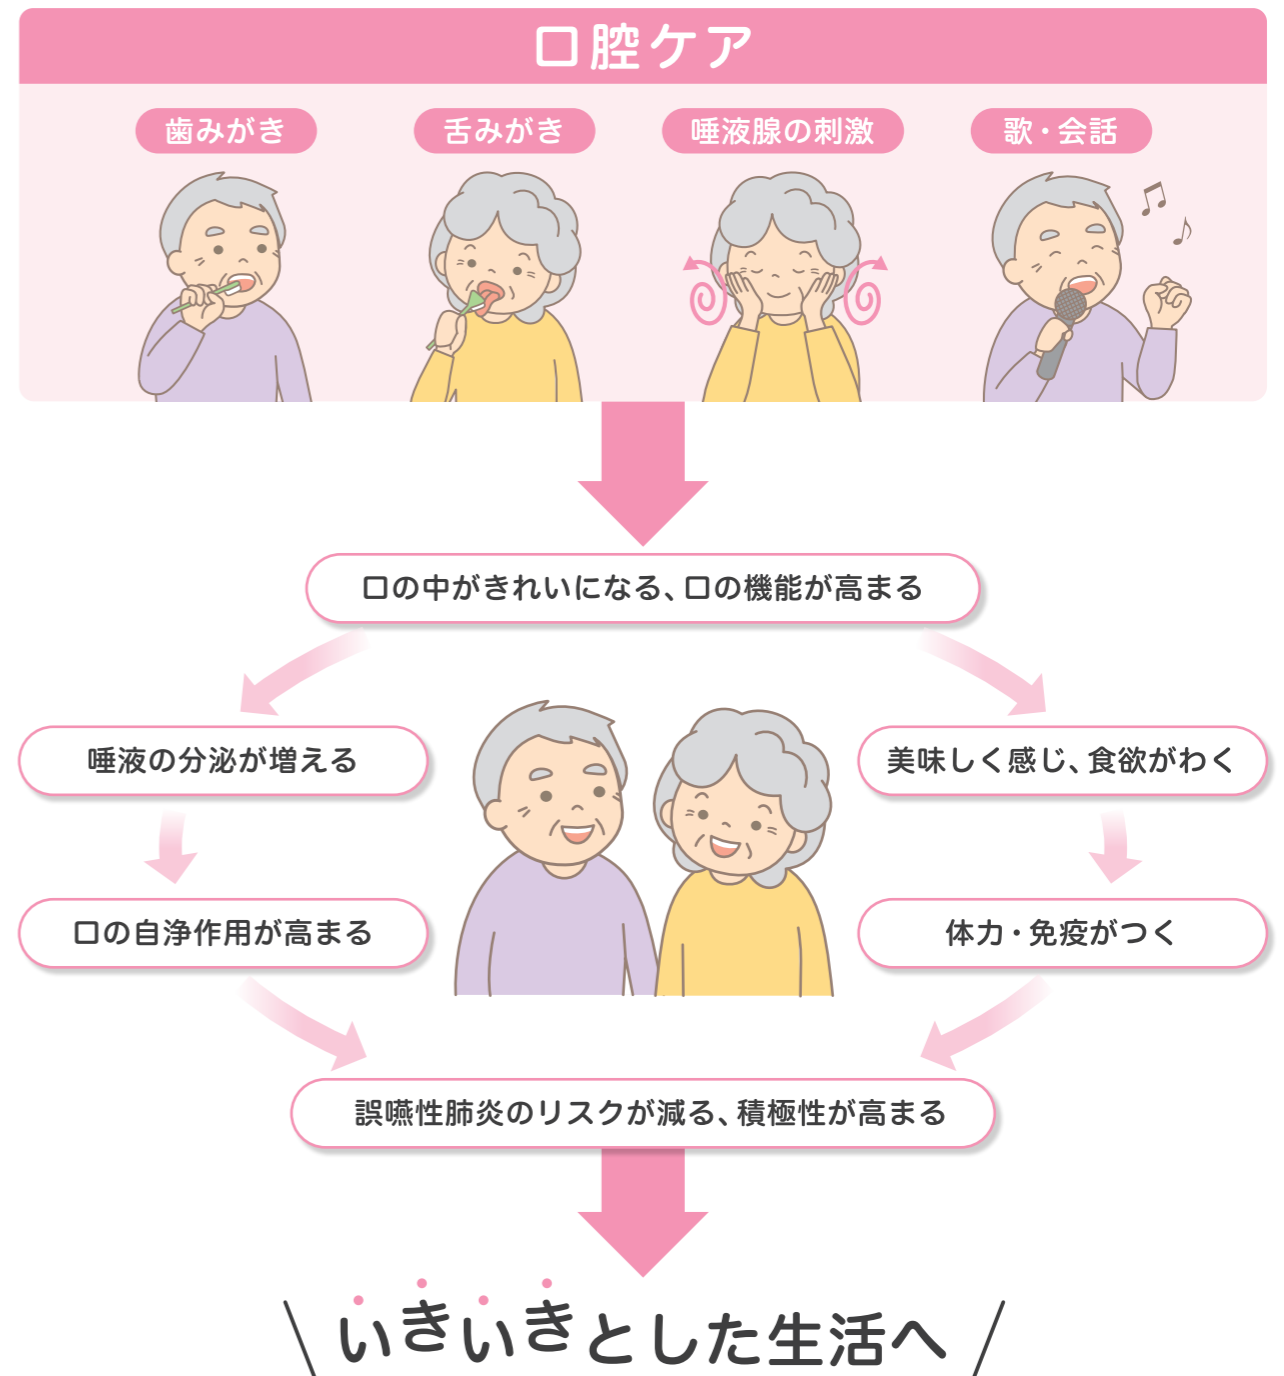 口腔ケア
歯みがき
舌みがき
唾液腺の刺激
歌・会話
口の中がきれいになる、口の機能が高まる
唾液の分泌が増える
美味しく感じ、食欲がわく
口の自浄作用が高まる
体力・免疫がつく
誤嚥性肺炎のリスクが減る、積極性が高まる
いきいきとした生活へ